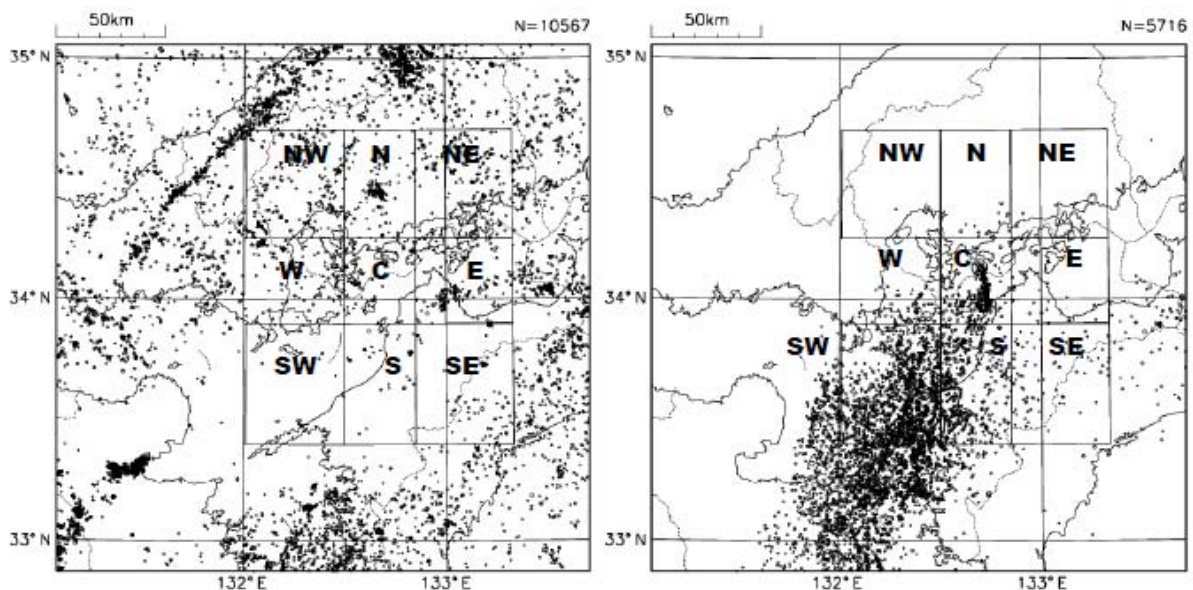 50km
N=10567
35° N
NW
N
NE
W
C
E
34° N
SW
S
SE
33° N
132°E
133°E
50km
N=5716
35° N
NW
N
NE
W
C
E
34° N
SW
S
SE
33° N
132°E
133°E